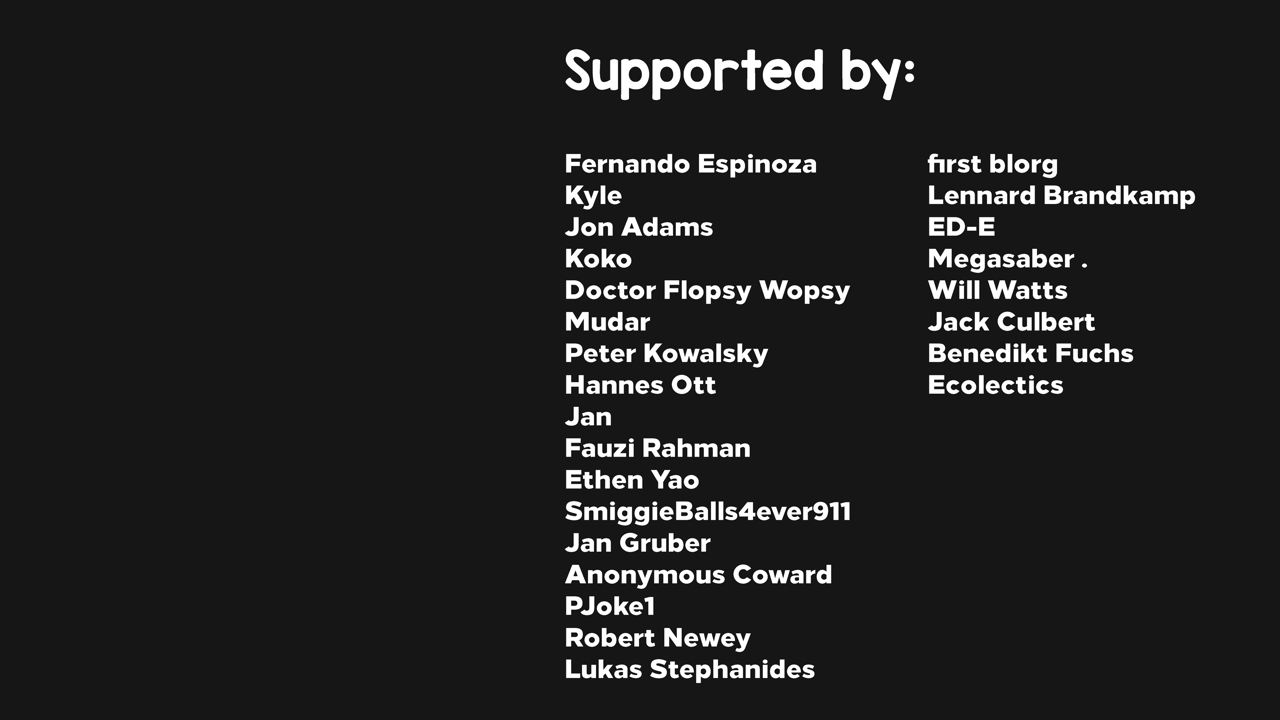 Supported by:
Fernando Espinoza
Kyle
Jon Adams
Koko
Doctor Flopsy Wopsy
Mudar
Peter Kowalsky
Hannes Ott
Jan
Fauzi Rahman
Ethen Yao
SmiggieBalls4ever911
Jan Gruber
Anonymous Coward
PJoke1
Robert Newey
Lukas Stephanides
first blorg
Lennard Brandkamp
ED-E
Megasaber .
Will Watts
Jack Culbert
Benedikt Fuchs
Ecolectics